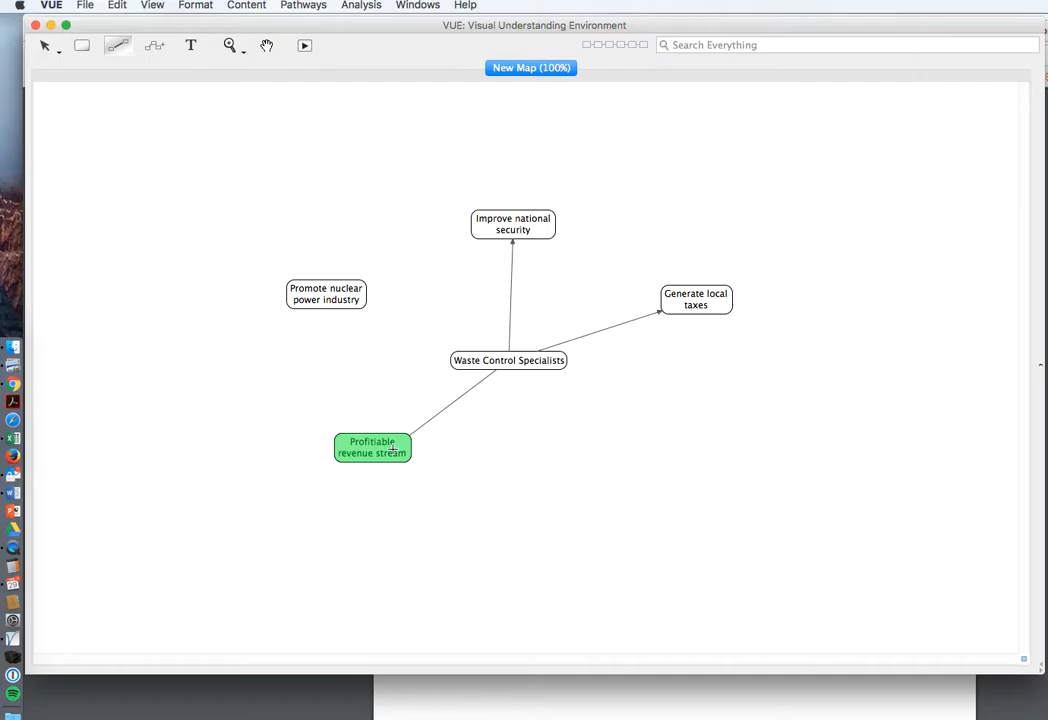 VUE File Edit View Format Content Pathways Analysis Windows Help
VUE: Visual Understanding Environment
T
Search Everything
New Map (100%)
Improve national
security
Promote nuclear
power industry
Generate local
taxes
Waste Control Specialists
Profitiable
revenue stream